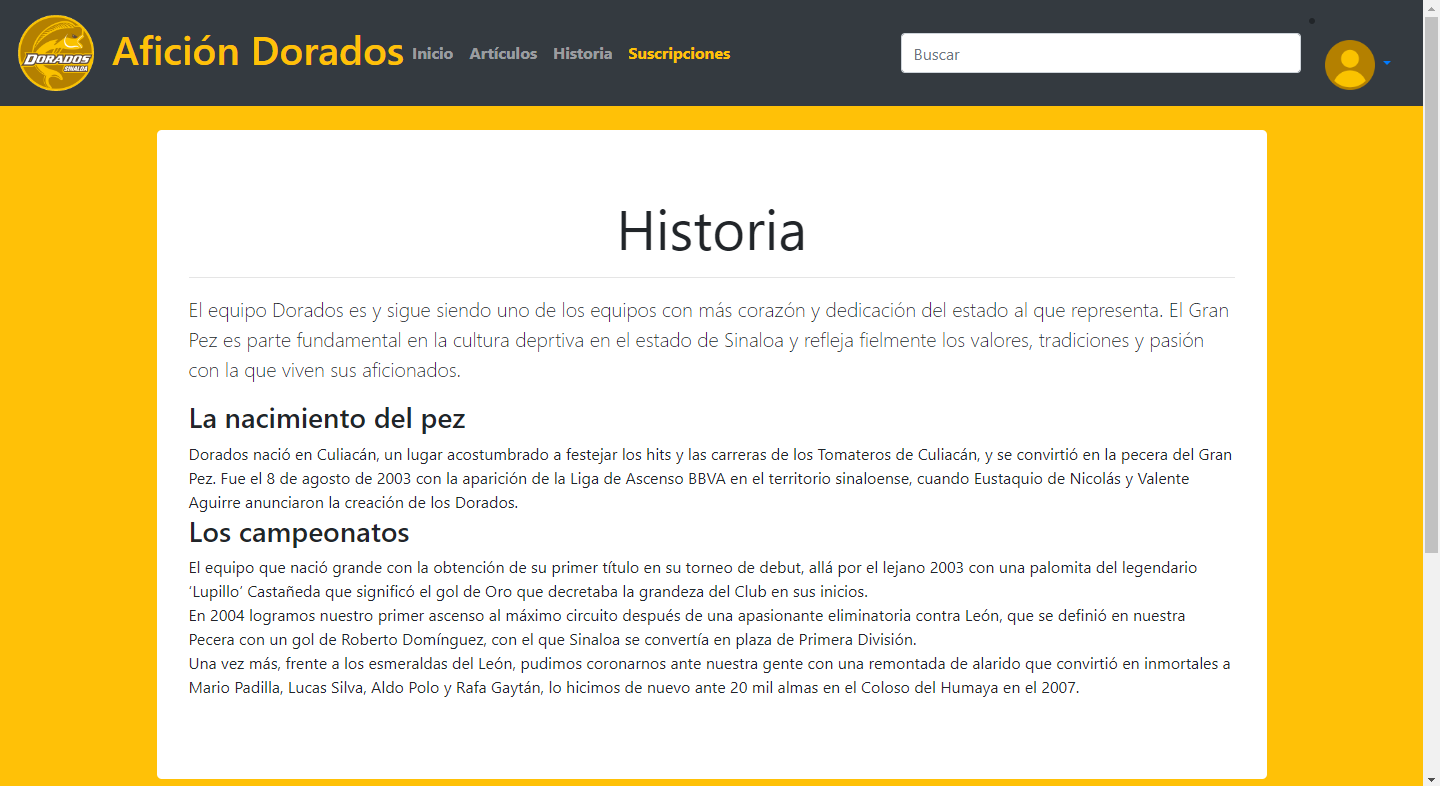 DORADOS
SINALOA
Afición Dorados
Inicio
Artículos
Historia
Suscripciones
Buscar
Historia
El equipo Dorados es y sigue siendo uno de los equipos con más corazón y dedicación del estado al que representa. El Gran
Pez es parte fundamental en la cultura deprtiva en el estado de Sinaloa y refleja fielmente los valores, tradiciones y pasión
con la que viven sus aficionados.
La nacimiento del pez
Dorados nació en Culiacán, un lugar acostumbrado a festejar los hits y las carreras de los Tomateros de Culiacán, y se convirtió en la pecera del Gran
Pez. Fue el 8 de agosto de 2003 con la aparición de la Liga de Ascenso BBVA en el territorio sinaloense, cuando Eustaquio de Nicolás y Valente
Aguirre anunciaron la creación de los Dorados.
Los campeonatos
El equipo que nació grande con la obtención de su primer título en su torneo de debut, allá por el lejano 2003 con una palomita del legendario
‘Lupillo’ Castañeda que significó el gol de Oro que decretaba la grandeza del Club en sus inicios.
En 2004 logramos nuestro primer ascenso al máximo circuito después de una apasionante eliminatoria contra León, que se definió en nuestra
Pecera con un gol de Roberto Domínguez, con el que Sinaloa se convertía en plaza de Primera División.
Una vez más, frente a los esmeraldas del León, pudimos coronarnos ante nuestra gente con una remontada de alarido que convirtió en inmortales a
Mario Padilla, Lucas Silva, Aldo Polo y Rafa Gaytán, lo hicimos de nuevo ante 20 mil almas en el Coloso del Humaya en el 2007.